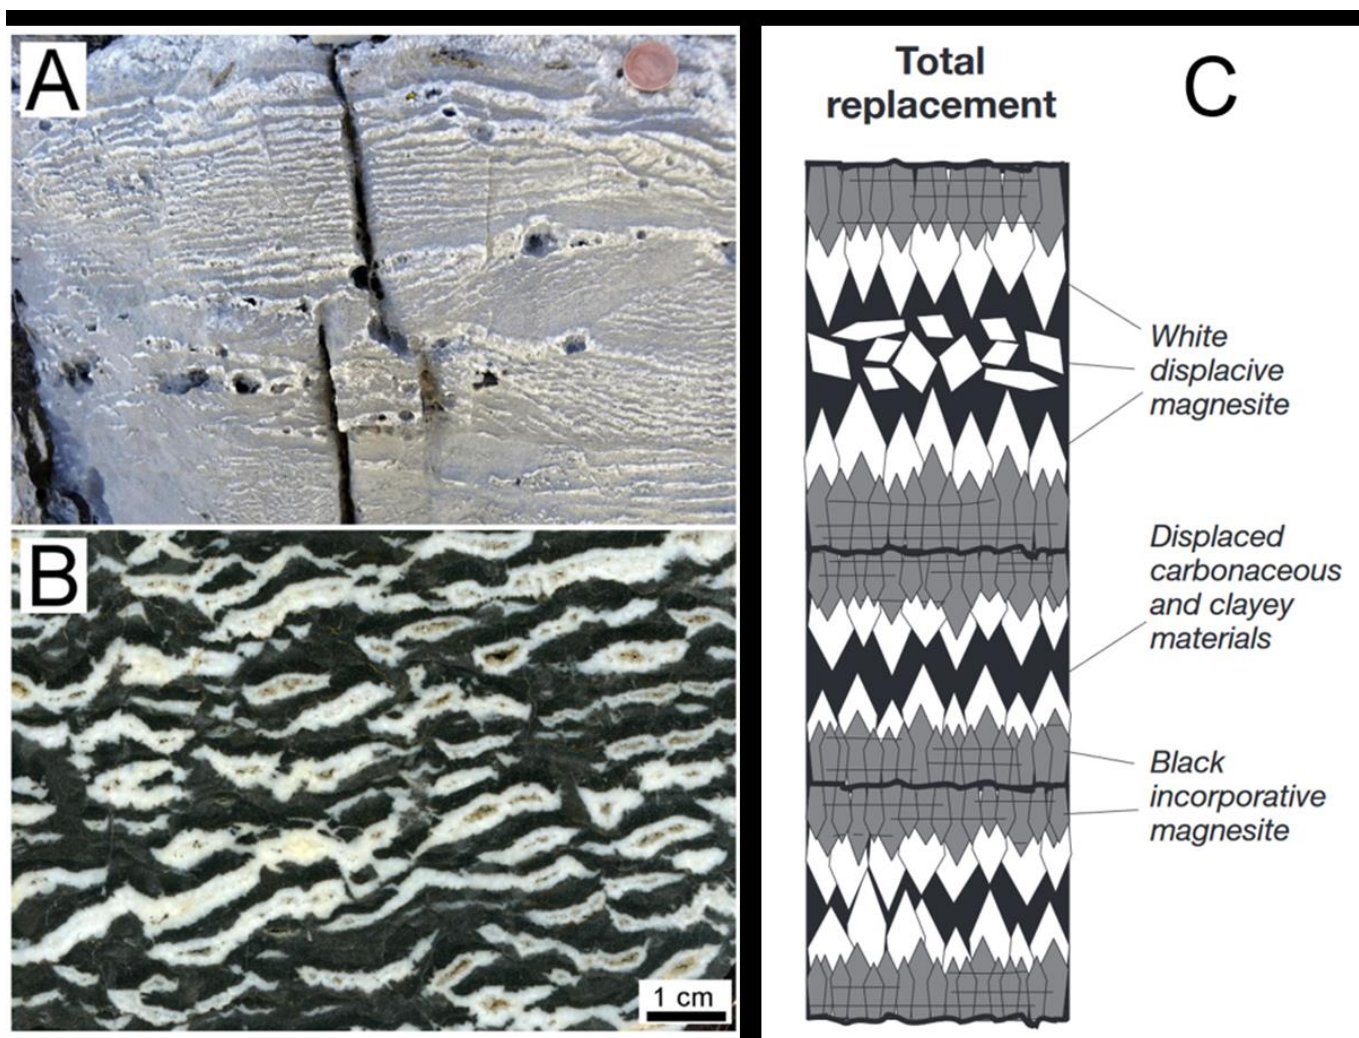 A
B
1 cm
Total
replacement
C
White
displacive
magnesite
Displaced
carbonaceous
and clayey
materials
Black
incorporative
magnesite